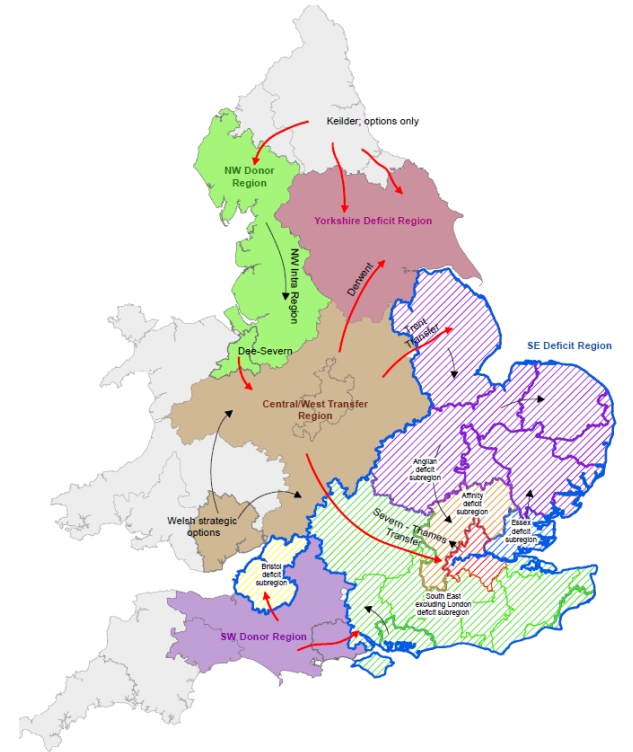 Keilder; options only
NW Donor
Region
Yorkshire Deficit Region
NW Intra Region
Derwent
Trent
Transfer
SE Deficit Region
Dee-Severn
Central/West Transfer
Region
Anglian
deficit
subregion
Affinity
deficit
subregion
Essex
deficit
subregion
Severn - Thames
Transfer
Welsh strategic
options
Bristol
deficit
subregion
South East
excluding London
deficit subregion
SW Donor Region